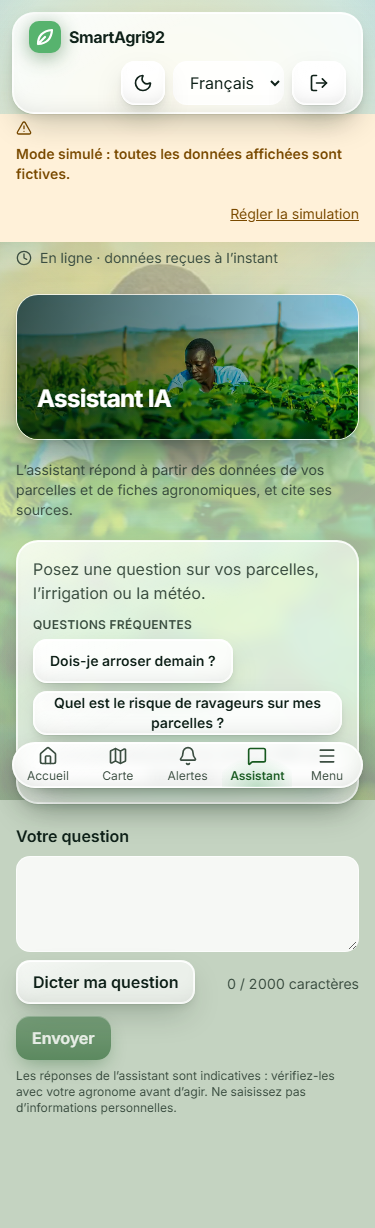 SmartAgri92
Français
Mode simulé : toutes les données affichées sont
fictives.
Régler la simulation
En ligne · données reçues à l’instant
Assistant IA
L’assistant répond à partir des données de vos
parcelles et de fiches agronomiques, et cite ses
sources.
Posez une question sur vos parcelles,
l’irrigation ou la météo.
QUESTIONS FRÉQUENTES
Dois-je arroser demain ?
Quel est le risque de ravageurs sur mes
parcelles ?
Accueil
Carte
Alertes
Assistant
Menu
Votre question
Dicter ma question
0 / 2000 caractères
Envoyer
Les réponses de l’assistant sont indicatives : vérifiez-les
avec votre agronome avant d’agir. Ne saisissez pas
d’informations personnelles.